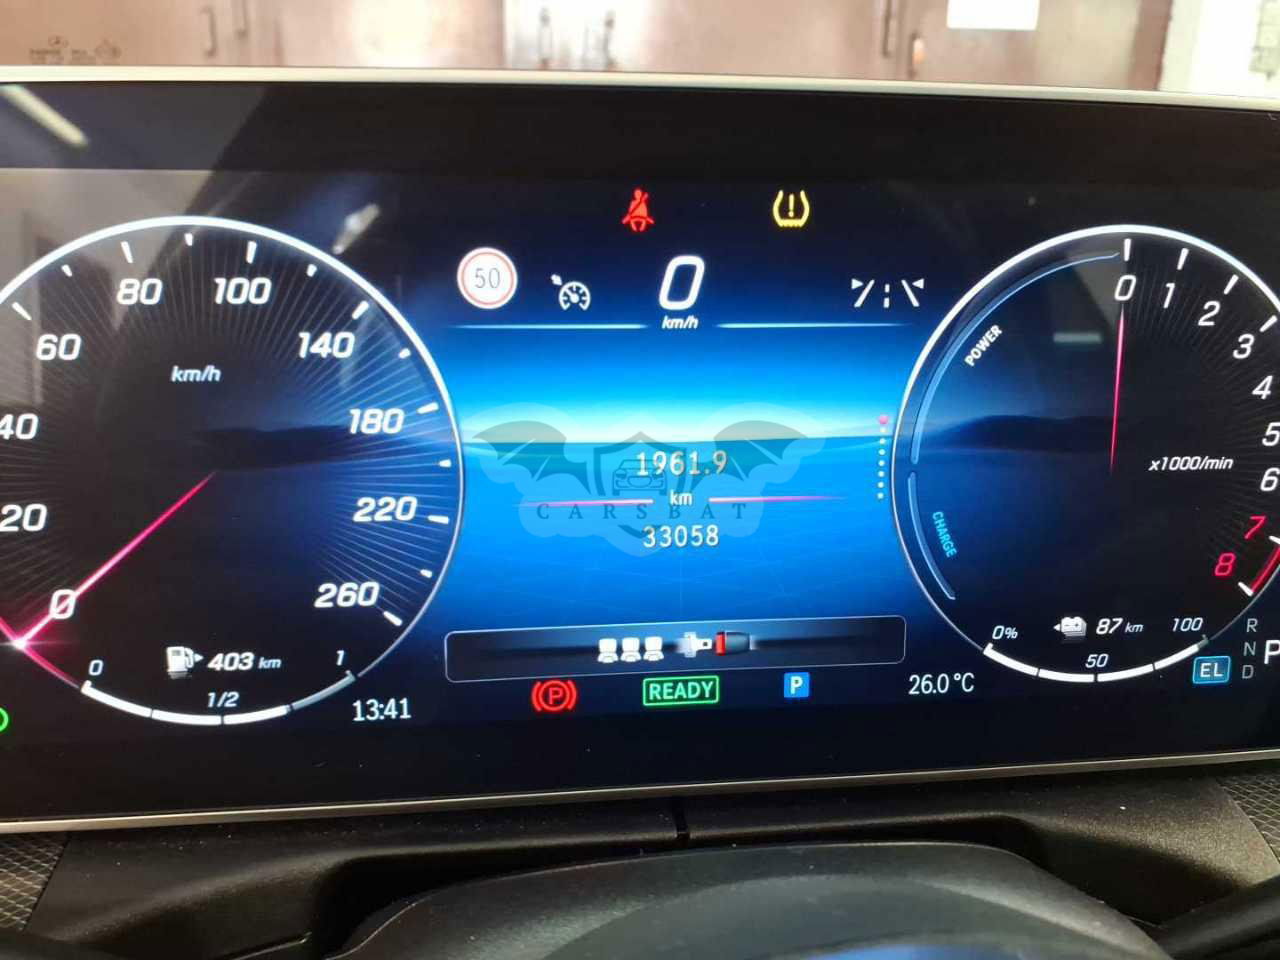 50
0
km/h
0
20
40
60
80
100
140
180
220
260
km/h
0
1
2
3
4
5
6
7
8
x1000/min
POWER
CHARGE
1961.9
km
CARSBAT
33058
403 km
0
1/2
1
13:41
P
READY
P
26.0°C
0%
50
100
87 km
EL
R
N
D
P